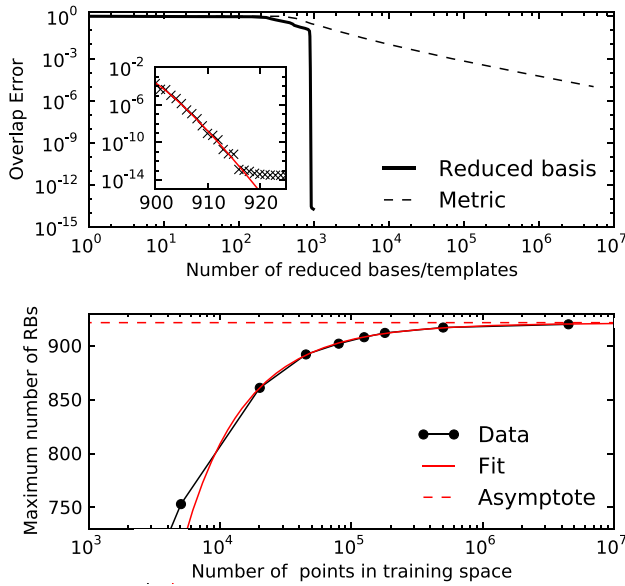 10^0
10^-3
10^-6
10^-9
10^-12
10^-15
Overlap Error
10^-2
10^-6
10^-10
10^-14
900 910 920
Reduced basis
Metric
10^0 10^1 10^2 10^3 10^4 10^5 10^6 10^7
Number of reduced bases/templates
900
850
800
750
Maximum number of RBs
Data
Fit
Asymptote
10^3 10^4 10^5 10^6 10^7
Number of points in training space